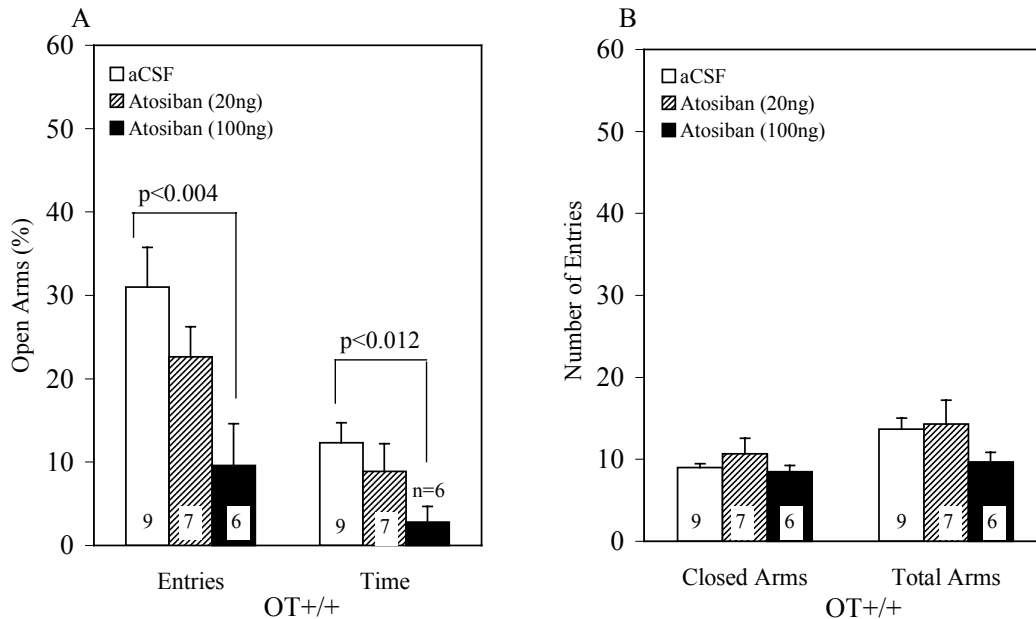 A
60
50
40
30
20
10
0
Open Arms (%)
aCSF
Atosiban (20ng)
Atosiban (100ng)
p<0.004
p<0.012
n=6
9 7 6
9 7
Entries Time
OT+/+
B
60
50
40
30
20
10
0
Number of Entries
aCSF
Atosiban (20ng)
Atosiban (100ng)
9 7 6
9 7 6
Closed Arms Total Arms
OT+/+